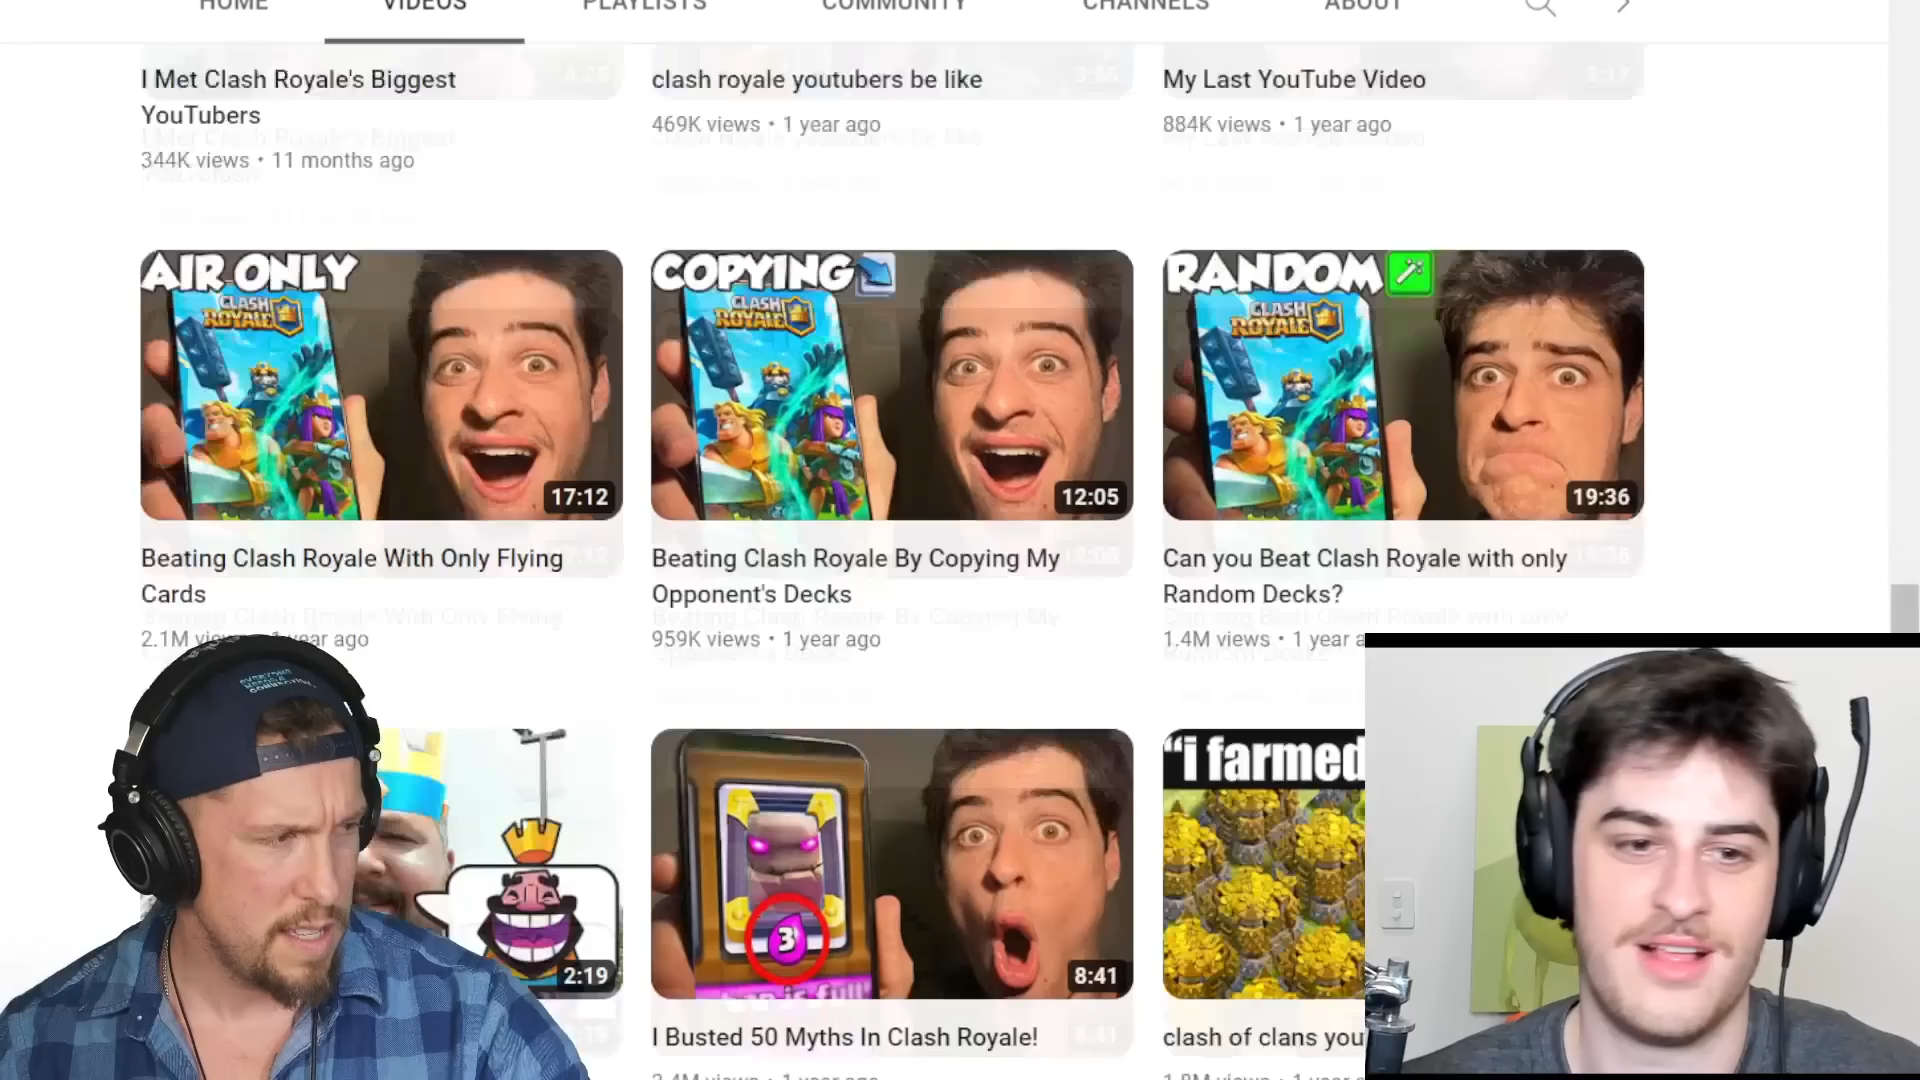 HOME VIDEOS PLAYLISTS COMMUNITY CHANNELS ABOUT
I Met Clash Royale's Biggest
YouTubers
344K views • 11 months ago
clash royale youtubers be like
469K views • 1 year ago
My Last YouTube Video
884K views • 1 year ago
AIR ONLY
CLASH
ROYALE
17:12
COPYING
CLASH
ROYALE
12:05
RANDOM
CLASH
ROYALE
19:36
Beating Clash Royale With Only Flying
Cards
2.1M views • 1 year ago
Beating Clash Royale By Copying My
Opponent's Decks
959K views • 1 year ago
Can you Beat Clash Royale with only
Random Decks?
1.4M views • 1 year a
EVERYONE
NEEDS A
2:19
3
8:41
I Busted 50 Myths In Clash Royale!
"i farmed
clash of clans you